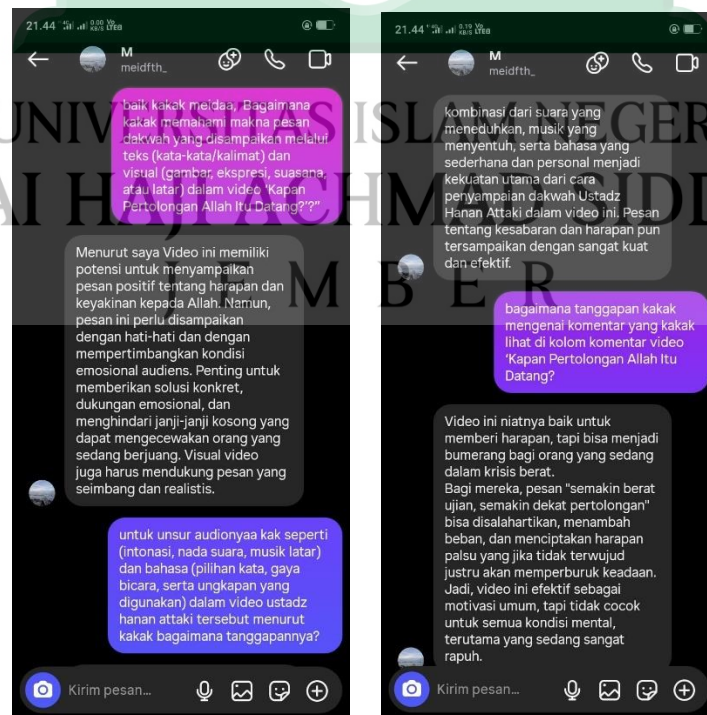 21.44
M
meidfth_
baik kakak meidaa, Bagaimana
kakak memahami makna pesan
dakwah yang disampaikan melalui
teks (kata-kata/kalimat) dan
visual (gambar, ekspresi, suasana,
atau latar) dalam video ‘Kapan
Pertolongan Allah Itu Datang?’?”
Menurut saya Video ini memiliki
potensi untuk menyampaikan
pesan positif tentang harapan dan
keyakinan kepada Allah. Namun,
pesan ini perlu disampaikan
dengan hati-hati dan dengan
mempertimbangkan kondisi
emosional audiens. Penting untuk
memberikan solusi konkret,
dukungan emosional, dan
menghindari janji-janji kosong yang
dapat mengecewakan orang yang
sedang berjuang. Visual video
juga harus mendukung pesan yang
seimbang dan realistis.
untuk unsur audionyaa kak seperti
(intonasi, nada suara, musik latar)
dan bahasa (pilihan kata, gaya
bicara, serta ungkapan yang
digunakan) dalam video ustadz
hanan attaki tersebut menurut
kakak bagaimana tanggapannya?
Kirim pesan...
21.44
M
meidfth_
kombinasi dari suara yang
meneduhkan, musik yang
menyentuh, serta bahasa yang
sederhana dan personal menjadi
kekuatan utama dari cara
penyampaian dakwah Ustadz
Hanan Attaki dalam video ini. Pesan
tentang kesabaran dan harapan pun
tersampaikan dengan sangat kuat
dan efektif.
bagaimana tanggapan kakak
mengenai komentar yang kakak
lihat di kolom komentar video
‘Kapan Pertolongan Allah Itu
Datang?
Video ini niatnya baik untuk
memberi harapan, tapi bisa menjadi
bumerang bagi orang yang sedang
dalam krisis berat.
Bagi mereka, pesan "semakin berat
ujian, semakin dekat pertolongan"
bisa disalahartikan, menambah
beban, dan menciptakan harapan
palsu yang jika tidak terwujud
justru akan memperburuk keadaan.
Jadi, video ini efektif sebagai
motivasi umum, tapi tidak cocok
untuk semua kondisi mental,
terutama yang sedang sangat
rapuh.
Kirim pesan...
UNIVERSITAS ISLAM NEGER
AI HAJI ACHMAD SIDD
J E M B E R